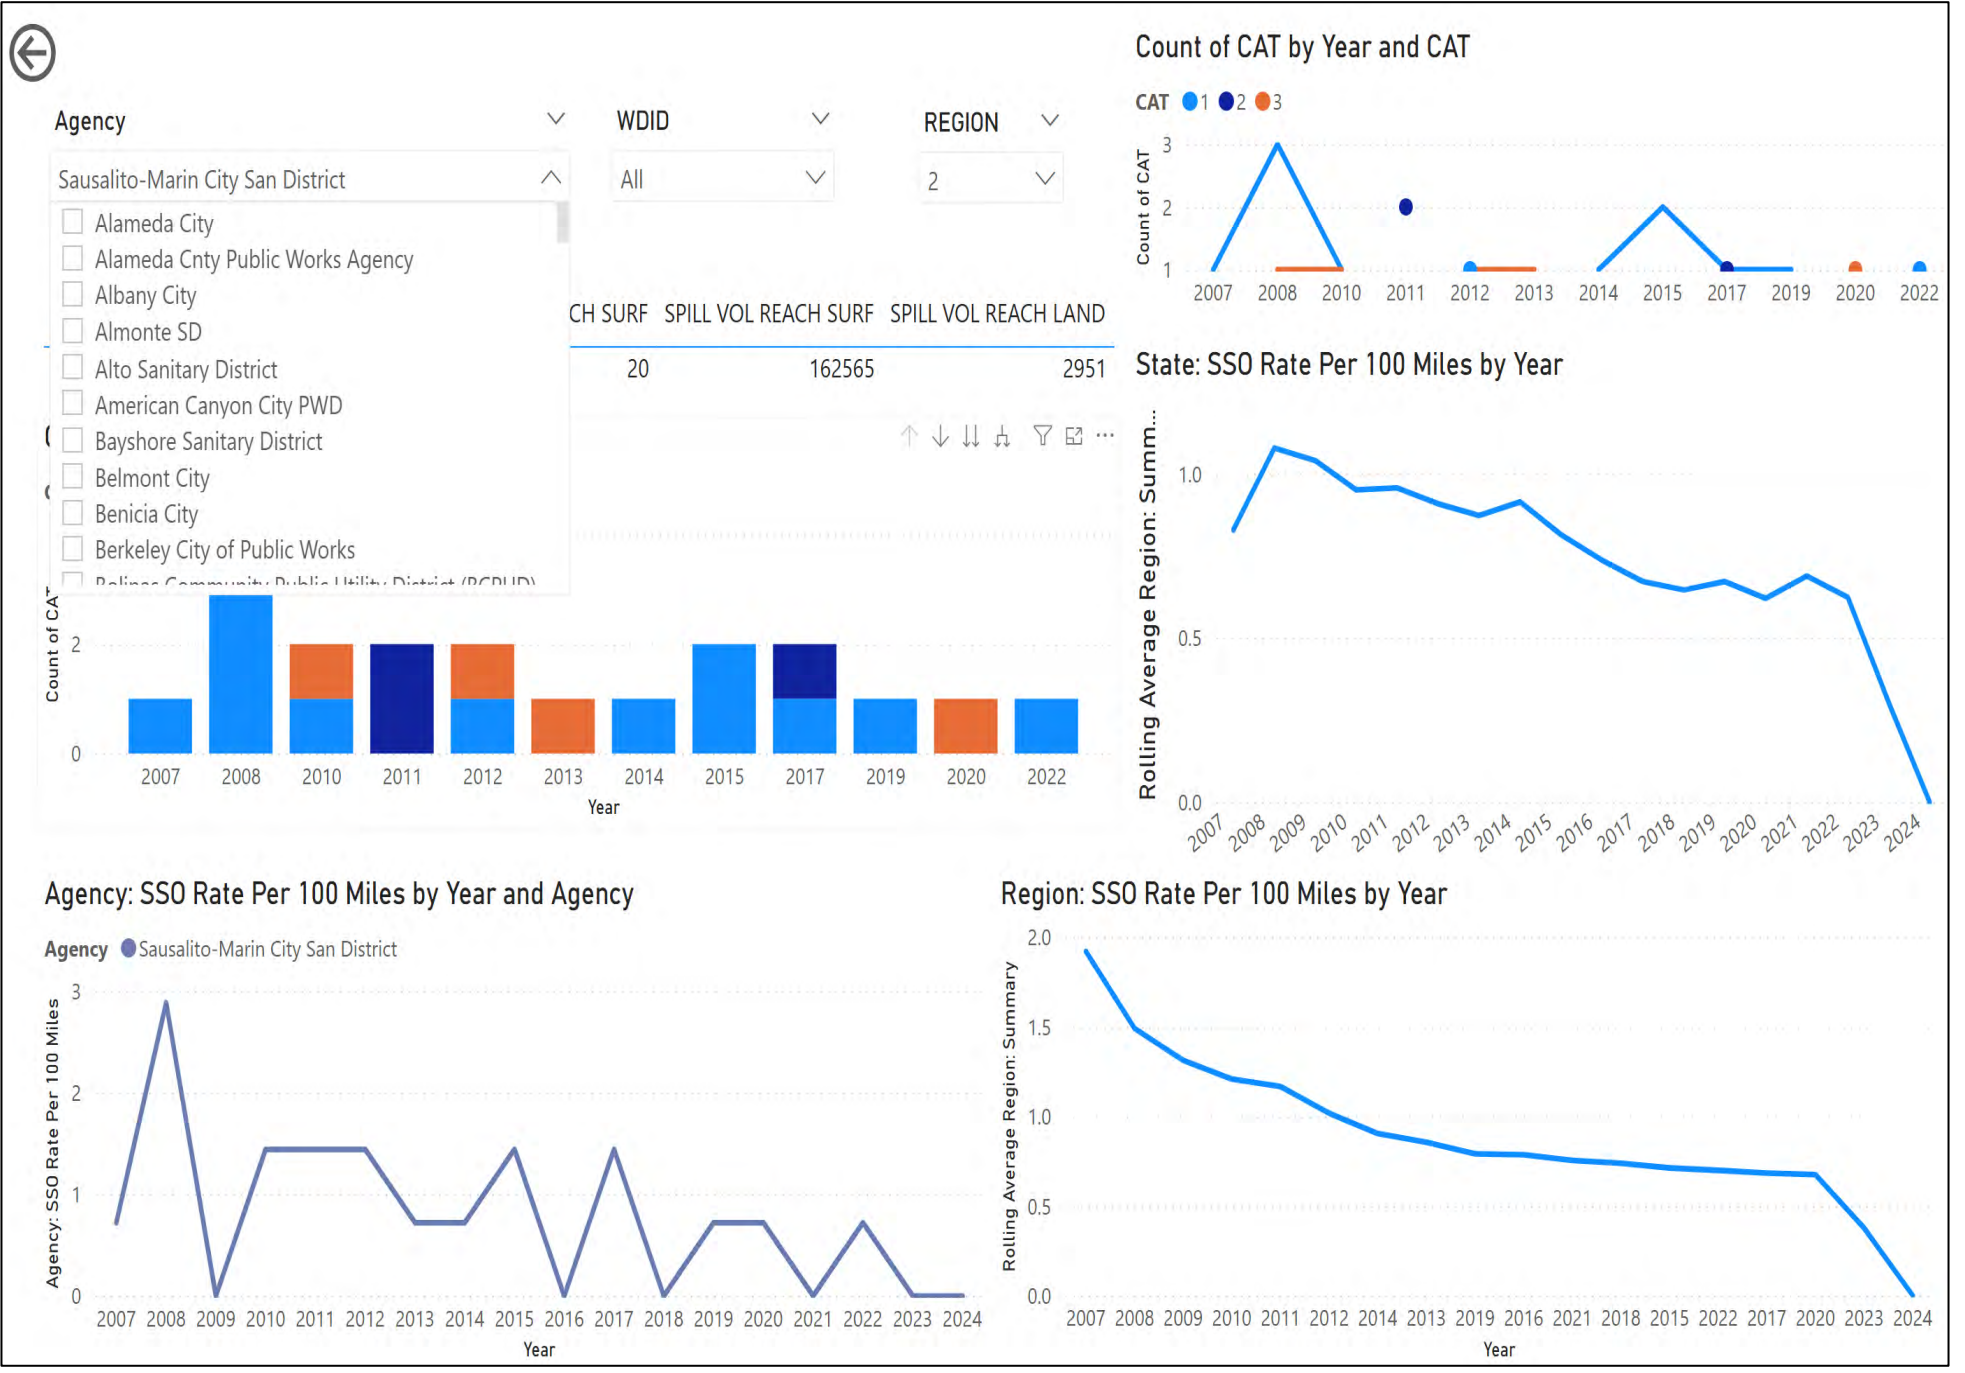 Agency
WDID
REGION
Sausalito-Marin City San District
All
2
Alameda City
Alameda Cnty Public Works Agency
Albany City
Almonte SD
Alto Sanitary District
American Canyon City PWD
Bayshore Sanitary District
Belmont City
Benicia City
Berkeley City of Public Works
Bolinas Community Public Utility District (BCPUD)
CH SURF SPILL VOL REACH SURF SPILL VOL REACH LAND
20 162565 2951
Count of CAT
2
0
2007 2008 2010 2011 2012 2013 2014 2015 2017 2019 2020 2022
Year
Count of CAT by Year and CAT
CAT 1 2 3
Count of CAT
3
2
1
2007 2008 2010 2011 2012 2013 2014 2015 2017 2019 2020 2022
State: SSO Rate Per 100 Miles by Year
Rolling Average Region: Summ...
1.0
0.5
0.0
2007 2008 2009 2010 2011 2012 2013 2014 2015 2016 2017 2018 2019 2020 2021 2022 2023 2024
Agency: SSO Rate Per 100 Miles by Year and Agency
Agency Sausalito-Marin City San District
Agency: SSO Rate Per 100 Miles
3
2
1
0
2007 2008 2009 2010 2011 2012 2013 2014 2015 2016 2017 2018 2019 2020 2021 2022 2023 2024
Year
Region: SSO Rate Per 100 Miles by Year
Rolling Average Region: Summary
2.0
1.5
1.0
0.5
0.0
2007 2008 2009 2010 2011 2012 2014 2013 2019 2016 2021 2018 2015 2022 2017 2020 2023 2024
Year